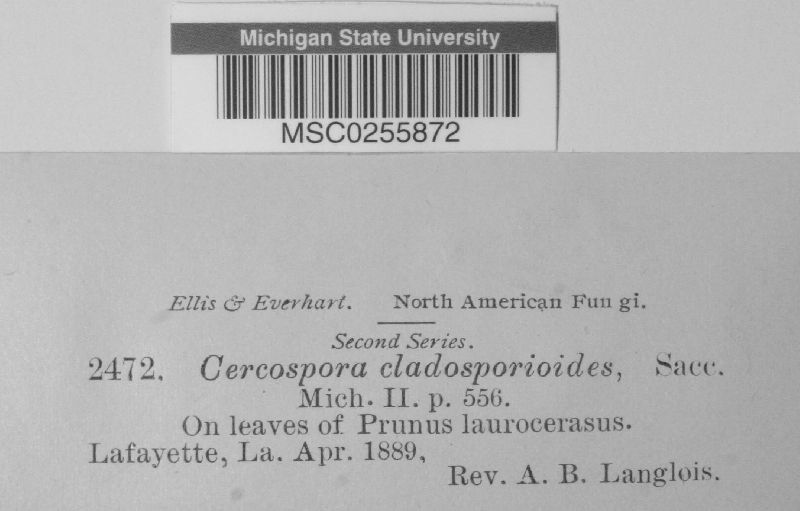 Michigan State University
MSC0255872
Ellis & Everhart. North American Fun gi.
Second Series.
2472. Cercospora cladosporioides, Sacc.
Mich. II. p. 556.
On leaves of Prunus laurocerasus.
Lafayette, La. Apr. 1889,
Rev. A. B. Langlois.